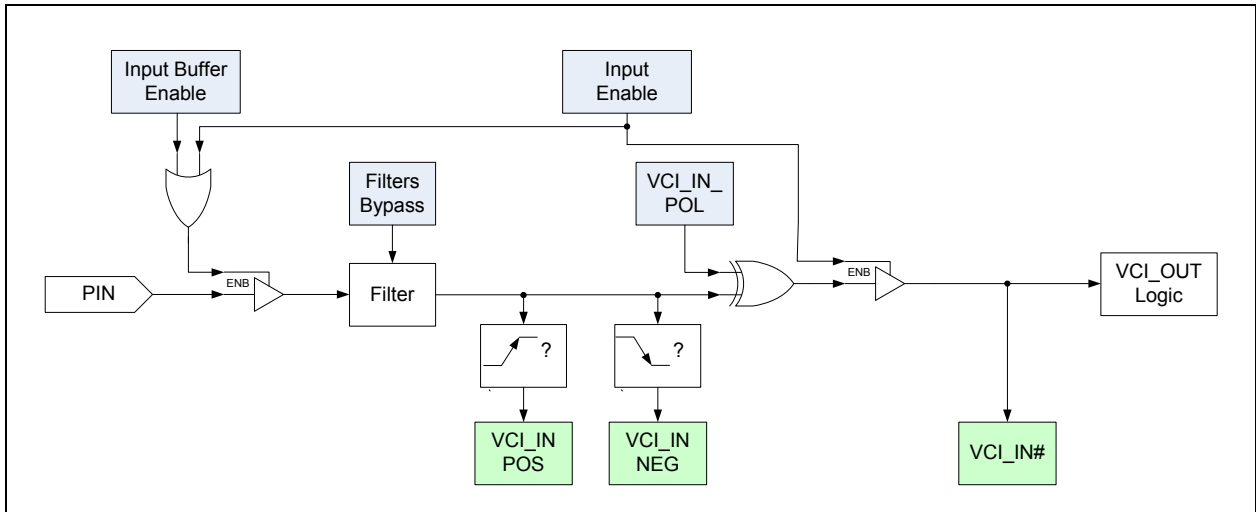 Input Buffer
Enable
Input
Enable
Filters
Bypass
VCI_IN_
POL
PIN
ENB
Filter
ENB
VCI_OUT
Logic
?
?
VCI_IN
POS
VCI_IN
NEG
VCI_IN#